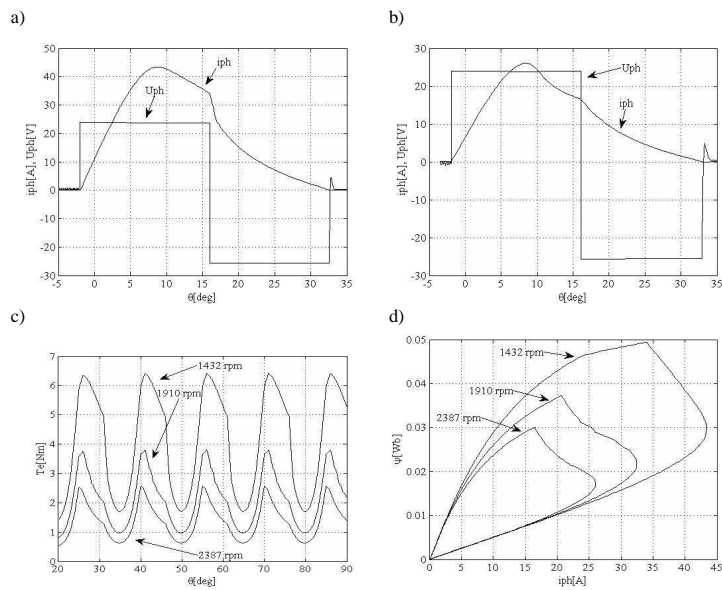 a)
b)
iph[A], Uph[V]
50
40
30
20
10
0
-10
-20
-30
Uph
iph
-5 0 5 10 15 20 25 30 35
θ[deg]
iph[A], Uph[V]
30
20
10
0
-10
-20
-30
Uph
iph
-5 0 5 10 15 20 25 30 35
θ[deg]
c)
d)
Te[Nm]
7
6
5
4
3
2
1
0
1432 rpm
1910 rpm
2387 rpm
20 30 40 50 60 70 80 90
θ[deg]
ψ[Wb]
0.05
0.04
0.03
0.02
0.01
0
1432 rpm
1910 rpm
2387 rpm
0 5 10 15 20 25 30 35 40 45
iph[A]